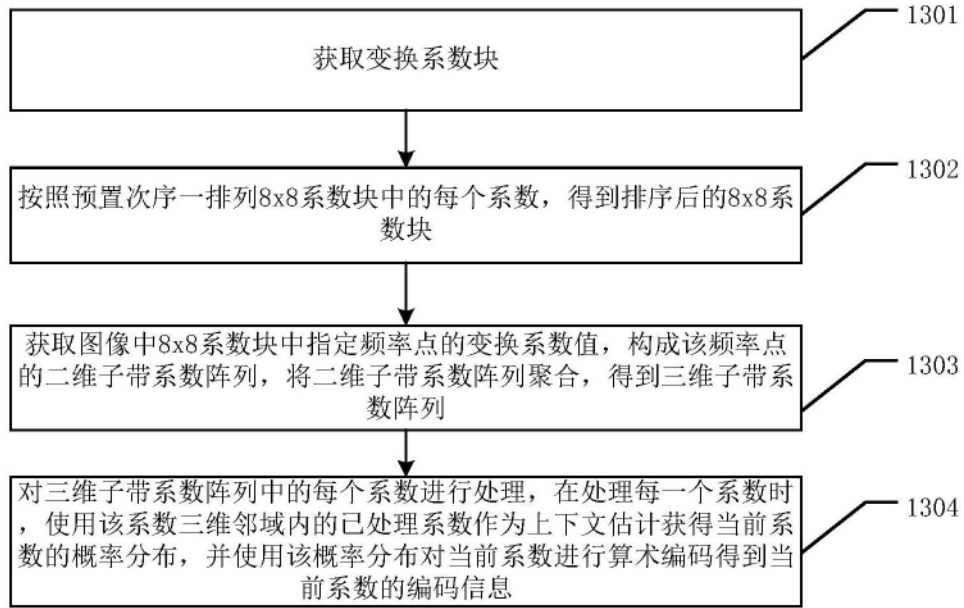 获取变换系数块
1301
按照预置次序一排列8x8系数块中的每个系数，得到排序后的8x8系
数块
1302
获取图像中8x8系数块中指定频率点的变换系数值，构成该频率点
的二维子带系数阵列，将二维子带系数阵列聚合，得到三维子带系
数阵列
1303
对三维子带系数阵列中的每个系数进行处理，在处理每一个系数时
，使用该系数三维邻域内的已处理系数作为上下文估计获得当前系
数的概率分布，并使用该概率分布对当前系数进行算术编码得到当
前系数的编码信息
1304